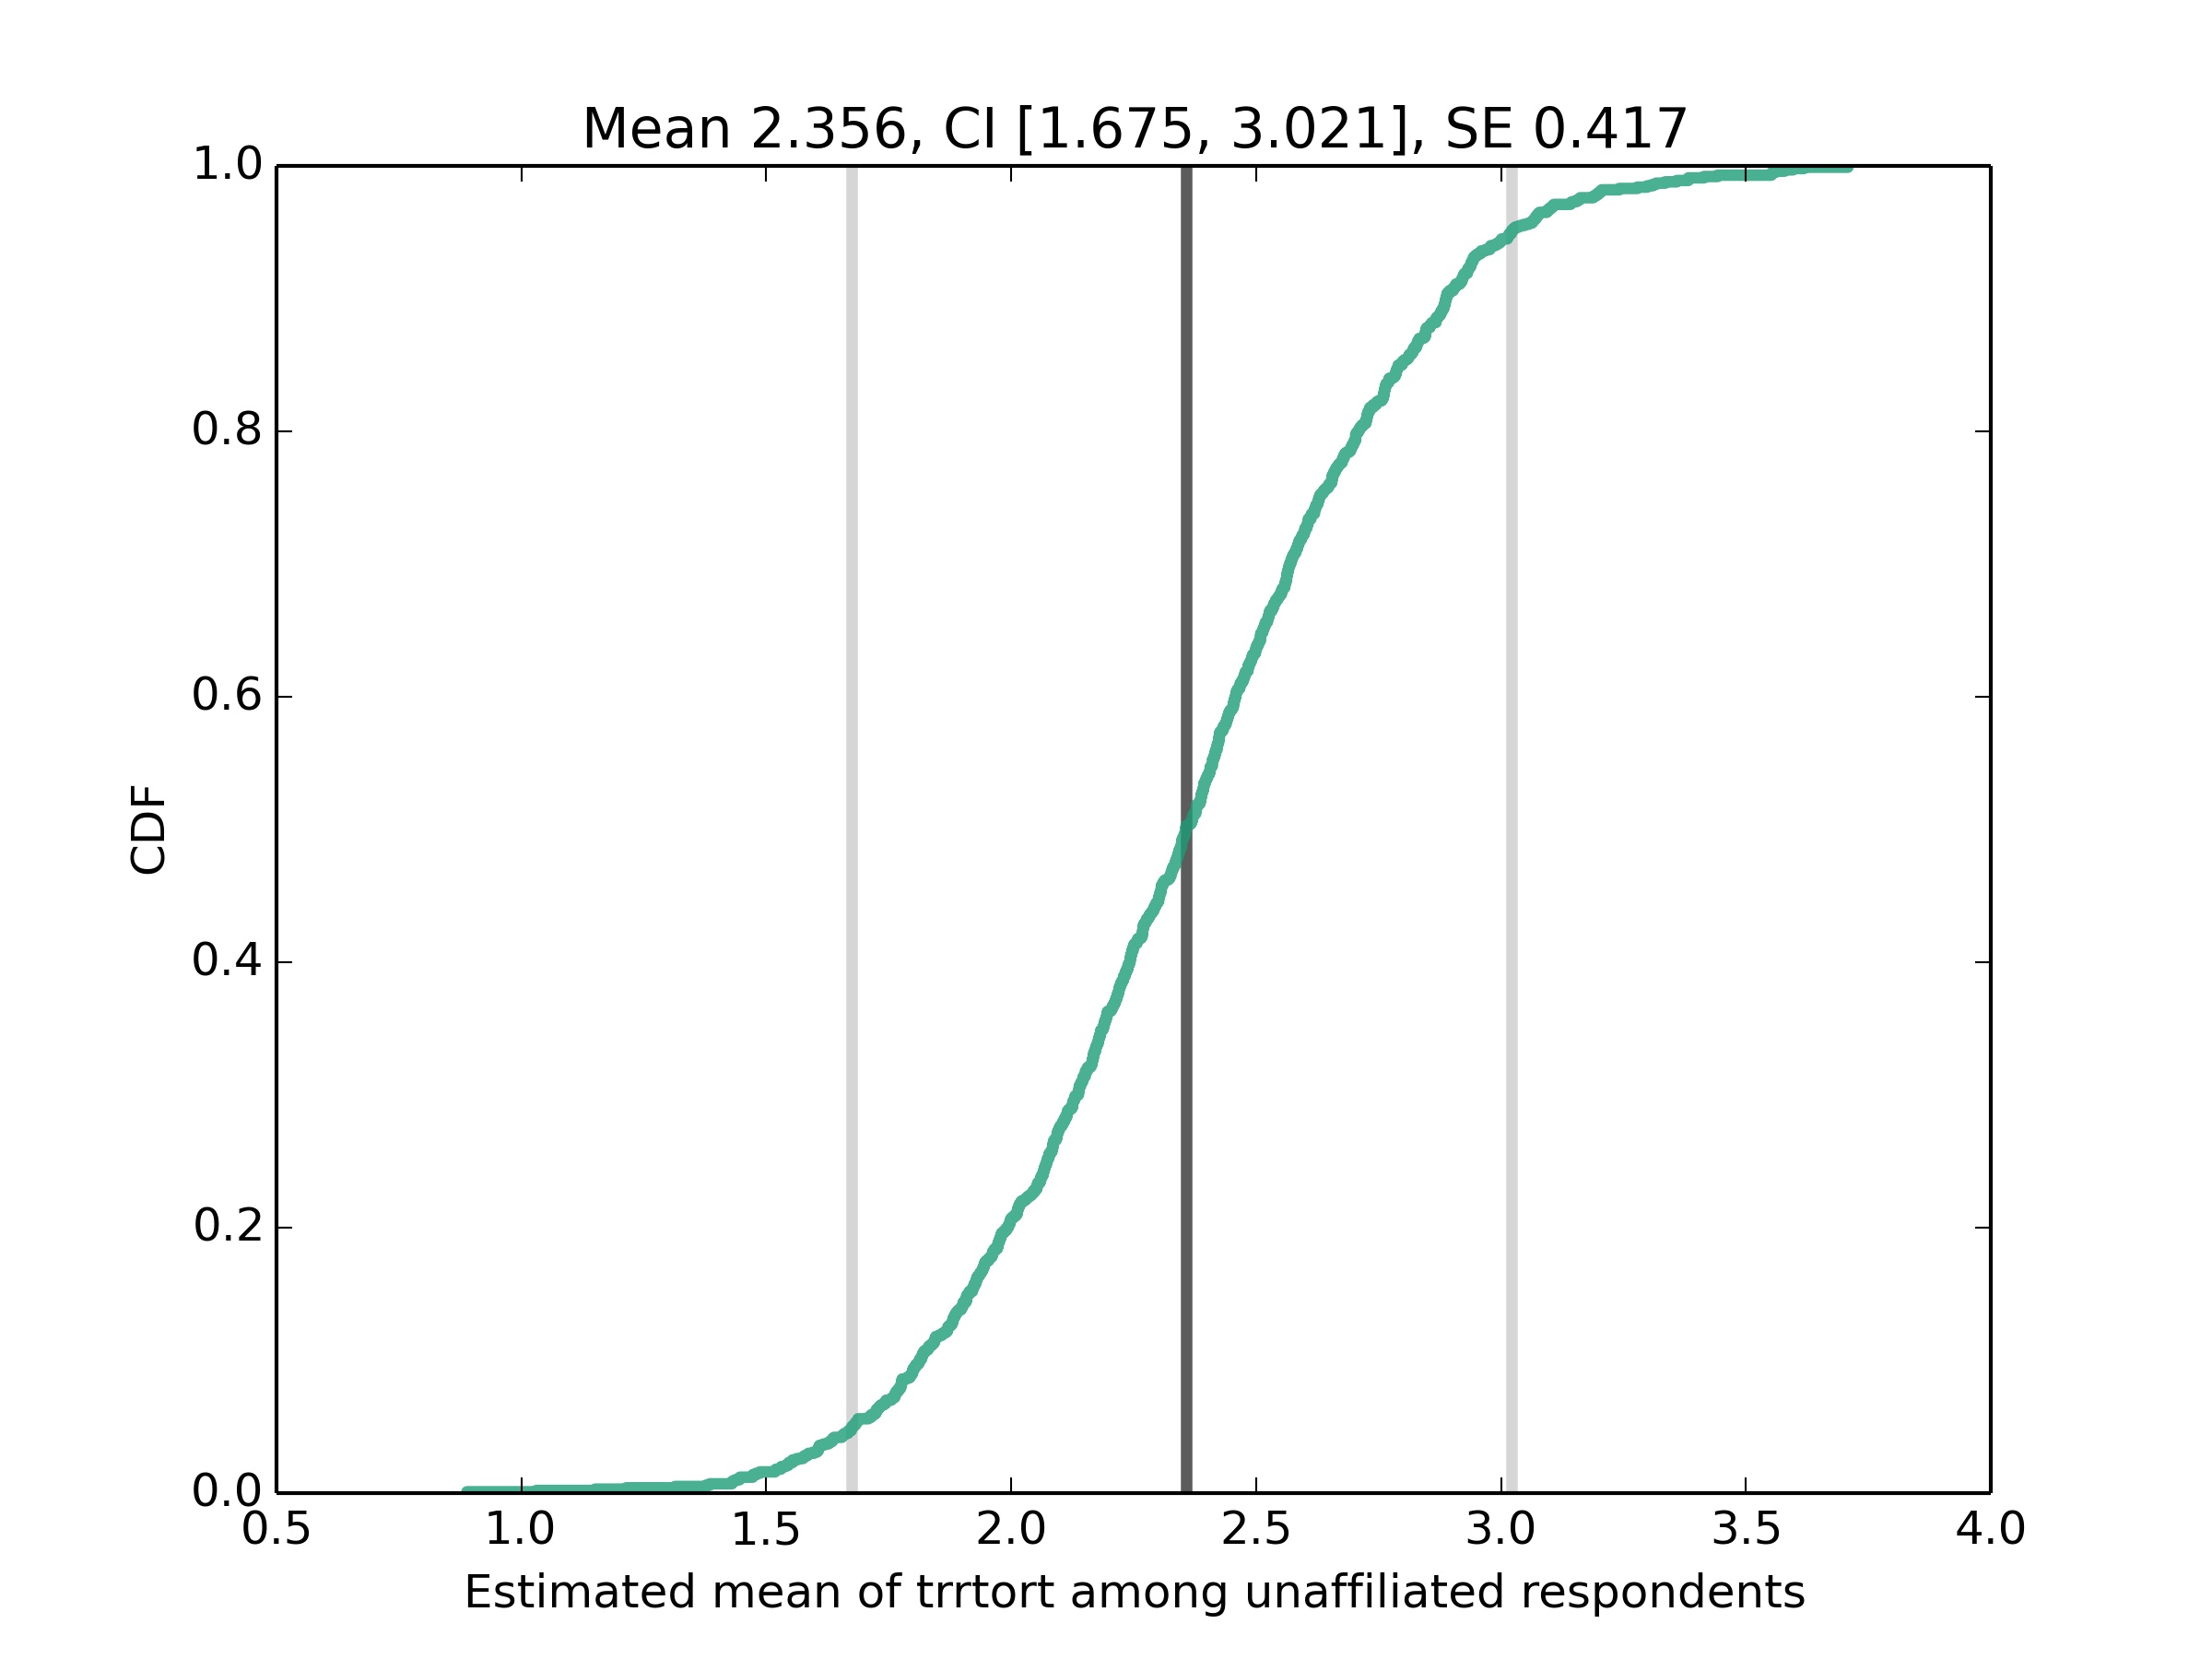 Mean 2.356, CI [1.675, 3.021], SE 0.417
1.0
0.8
0.6
0.4
0.2
0.0
CDF
0.5 1.0 1.5 2.0 2.5 3.0 3.5 4.0
Estimated mean of trrtort among unaffiliated respondents